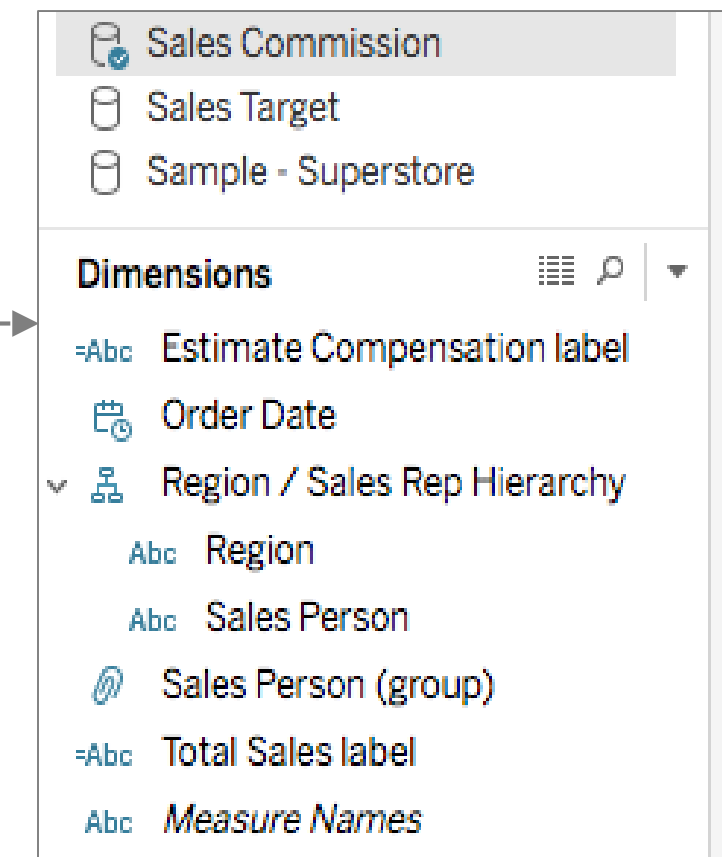 Sales Commission
Sales Target
Sample - Superstore
Dimensions
=Abc Estimate Compensation label
Order Date
Region / Sales Rep Hierarchy
Abc Region
Abc Sales Person
Sales Person (group)
=Abc Total Sales label
Abc Measure Names